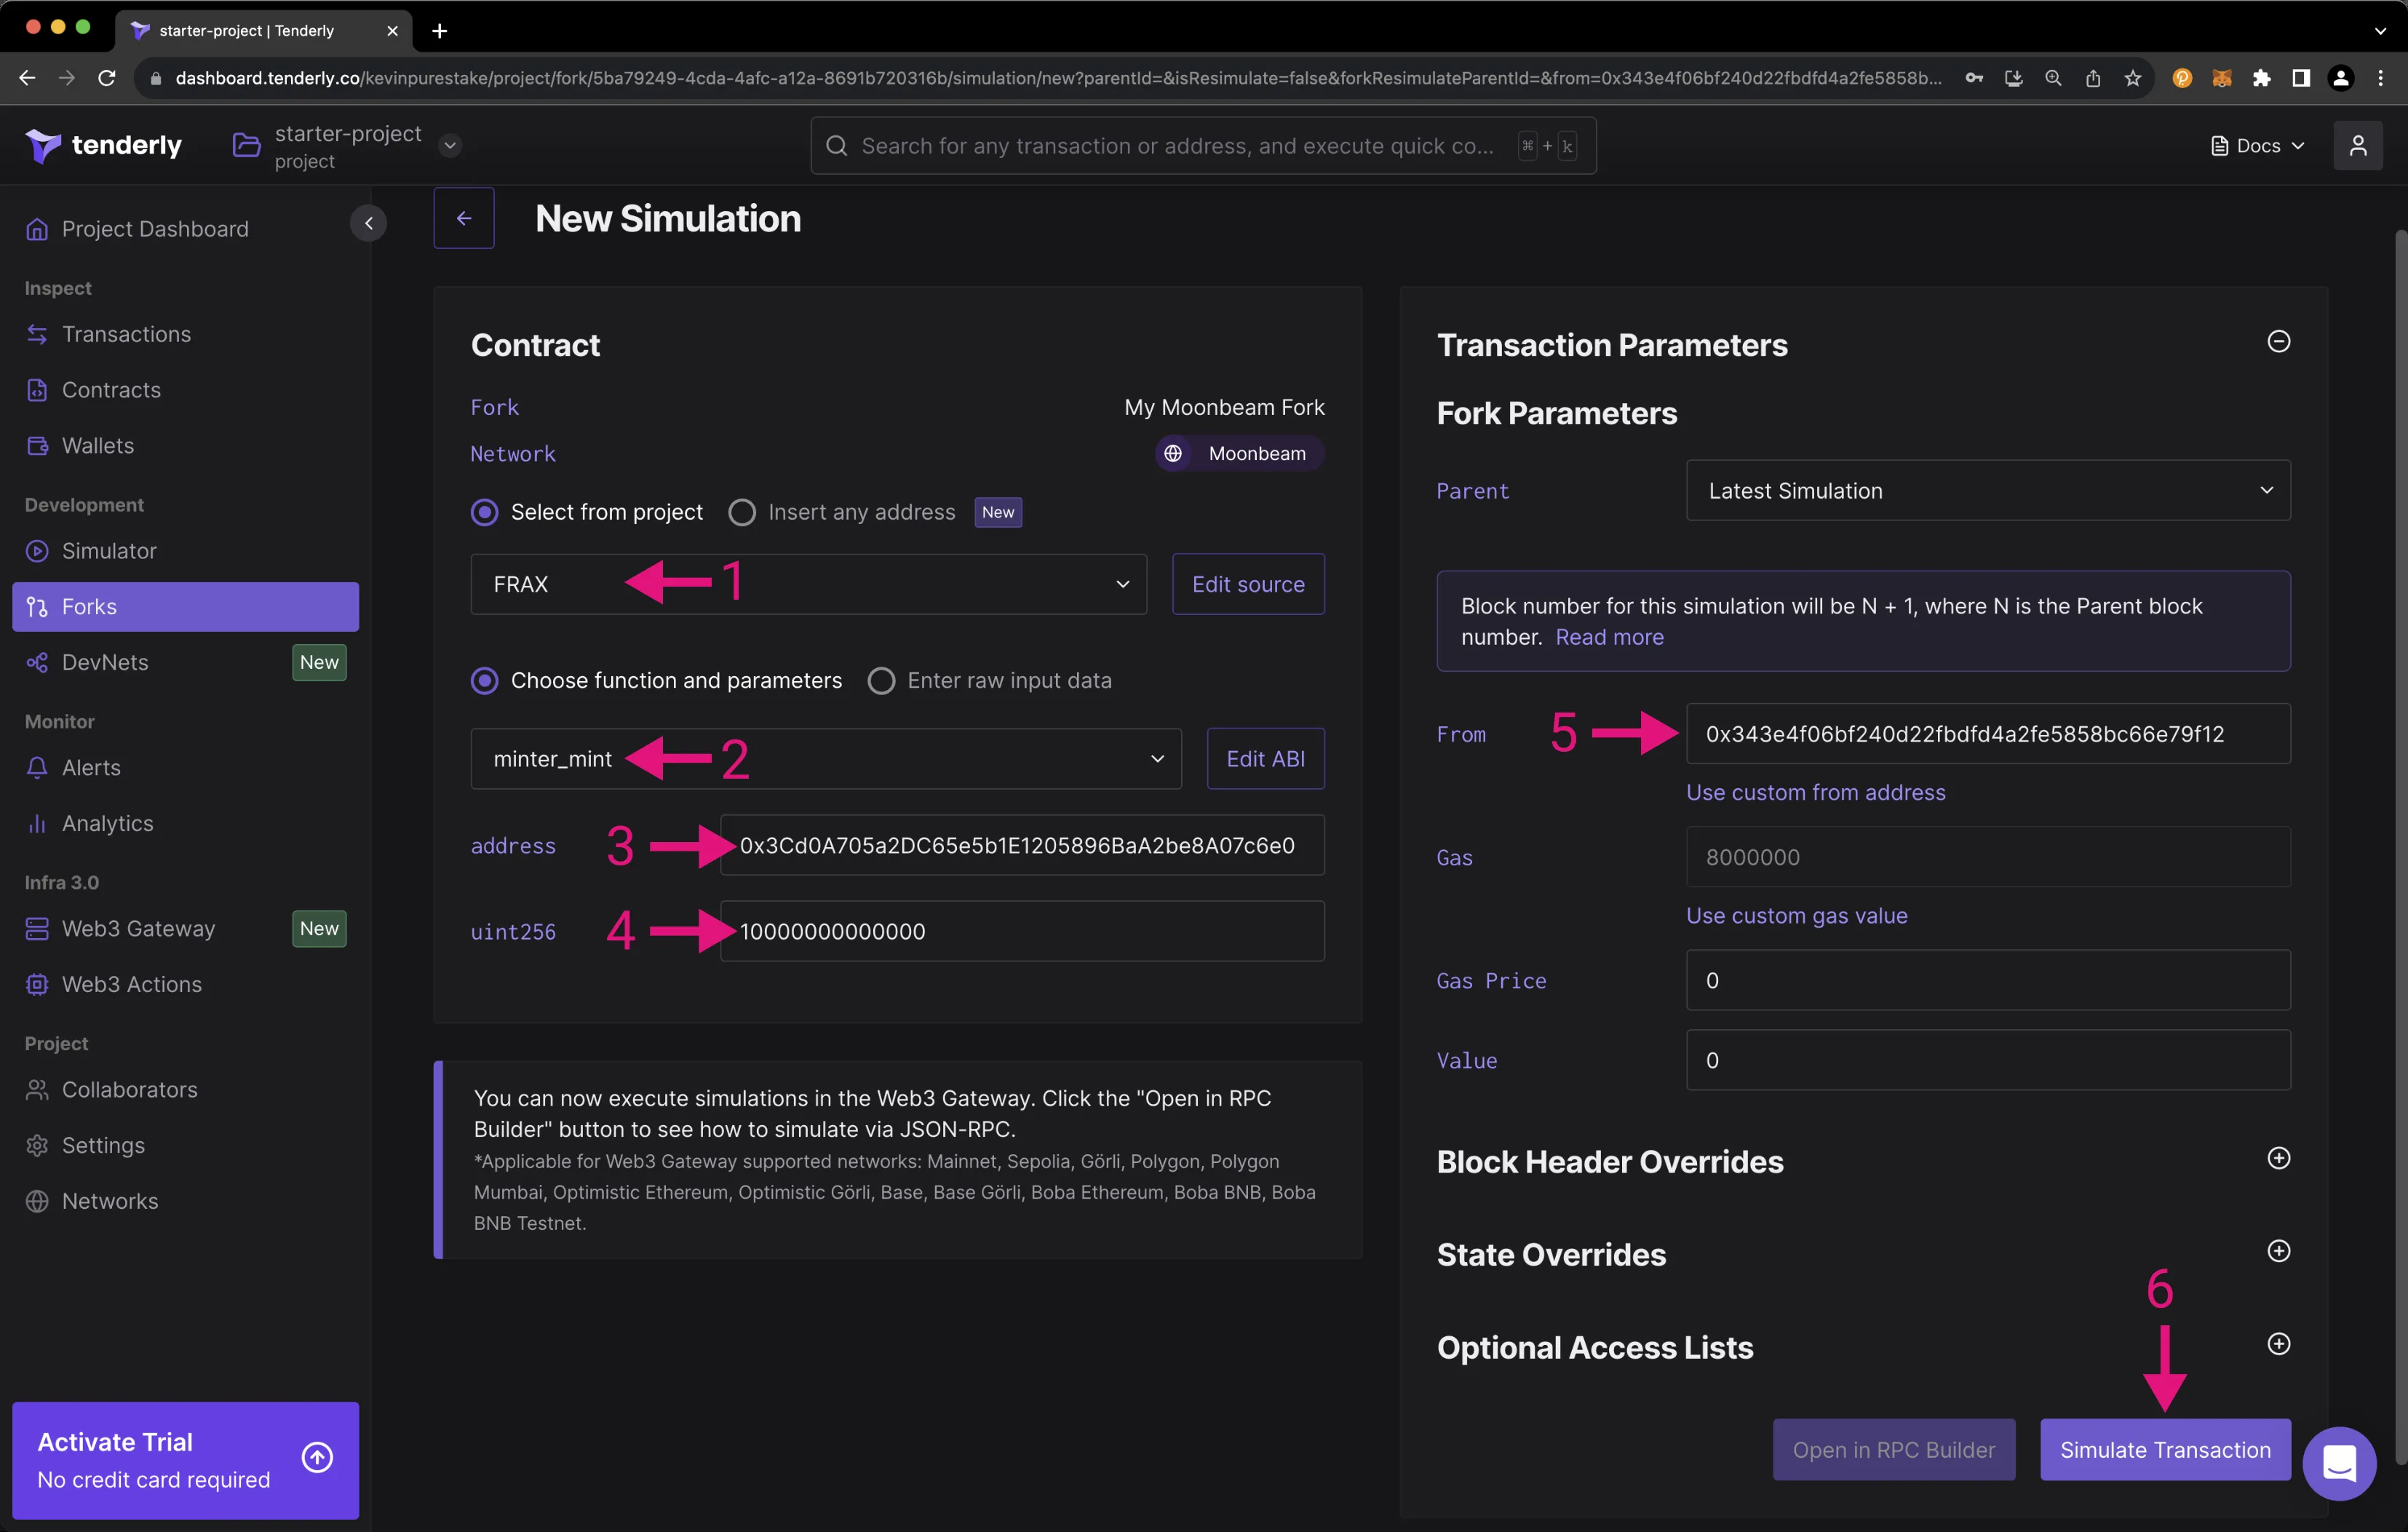 starter-project | Tenderly
dashboard.tenderly.co/kevinpurestake/project/fork/5ba79249-4cda-4afc-a12a-8691b720316b/simulation/new?parentId=&isResimulate=false&forkResimulateParentId=&from=0x343e4f06bf240d22fbdfd4a2fe5858b...
tenderly
starter-project
project
Search for any transaction or address, and execute quick co...
⌘ + k
Docs
Project Dashboard
Inspect
Transactions
Contracts
Wallets
Development
Simulator
Forks
DevNets
New
Monitor
Alerts
Analytics
Infra 3.0
Web3 Gateway
New
Web3 Actions
Project
Collaborators
Settings
Networks
Activate Trial
No credit card required
New Simulation
Contract
Fork
My Moonbeam Fork
Network
Moonbeam
Select from project
Insert any address
New
FRAX
1
Edit source
Choose function and parameters
Enter raw input data
minter_mint
2
Edit ABI
address
3
0x3Cd0A705a2DC65e5b1E1205896BaA2be8A07c6e0
uint256
4
10000000000000
You can now execute simulations in the Web3 Gateway. Click the "Open in RPC
Builder" button to see how to simulate via JSON-RPC.
*Applicable for Web3 Gateway supported networks: Mainnet, Sepolia, Görli, Polygon, Polygon
Mumbai, Optimistic Ethereum, Optimistic Görli, Base, Base Görli, Boba Ethereum, Boba BNB, Boba
BNB Testnet.
Transaction Parameters
Fork Parameters
Parent
Latest Simulation
Block number for this simulation will be N + 1, where N is the Parent block
number. Read more
From
5
0x343e4f06bf240d22fbdfd4a2fe5858bc66e79f12
Use custom from address
Gas
8000000
Use custom gas value
Gas Price
0
Value
0
Block Header Overrides
State Overrides
6
Optional Access Lists
Open in RPC Builder
Simulate Transaction